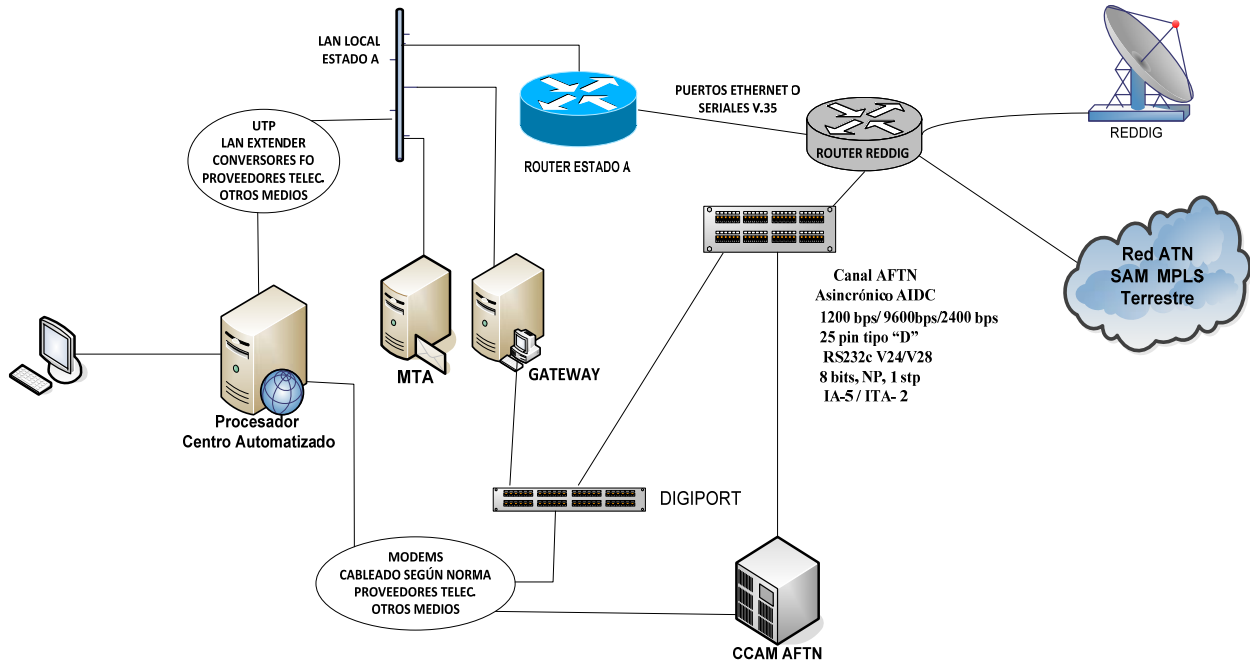 LAN LOCAL
ESTADO A
UTP
LAN EXTENDER
CONVERSORES FO
PROVEEDORES TELEC.
OTROS MEDIOS
ROUTER ESTADO A
PUERTOS ETHERNET O
SERIALES V.35
ROUTER REDDIG
REDDIG
Red ATN
SAM MPLS
Terrestre
Canal AFTN
Asincrónico AIDC
1200 bps/ 9600bps/2400 bps
25 pin tipo “D”
RS232c V24/V28
8 bits, NP, 1 stp
IA-5 / ITA- 2
MTA
GATEWAY
Procesador
Centro Automatizado
DIGIPORT
MODEMS
CABLEADO SEGÚN NORMA
PROVEEDORES TELEC.
OTROS MEDIOS
CCAM AFTN